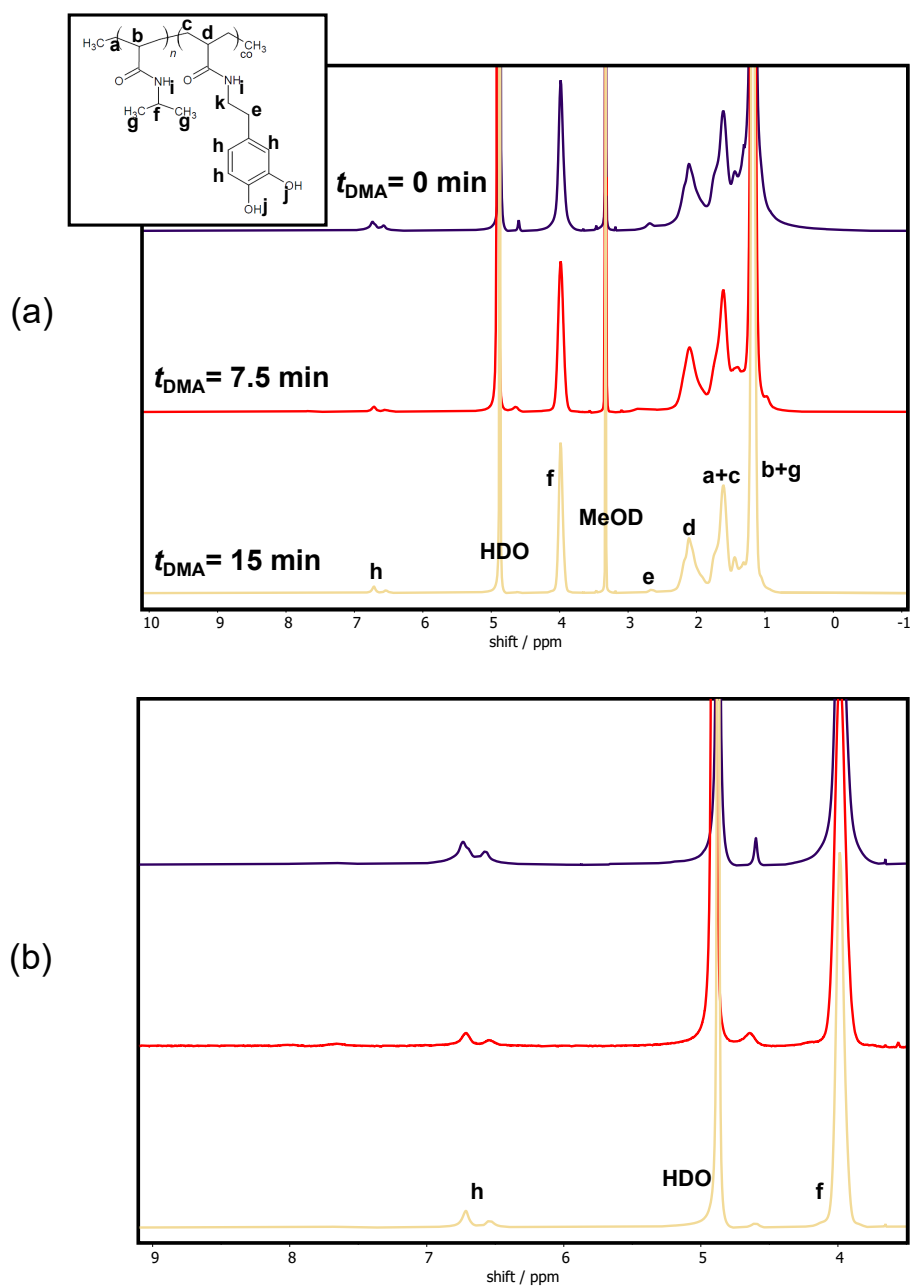 (a)
H₃C
a
b
n
c
d
co
CH₃
O
NH
i
O
NH
i
H₃C
g
f
CH₃
g
k
e
h
h
h
OH
j
OH
j
tDMA= 0 min
tDMA= 7.5 min
tDMA= 15 min
h
HDO
f
MeOD
e
d
a+c
b+g
10 9 8 7 6 5 4 3 2 1 0 -1
shift / ppm
(b)
h
HDO
f
9 8 7 6 5 4
shift / ppm